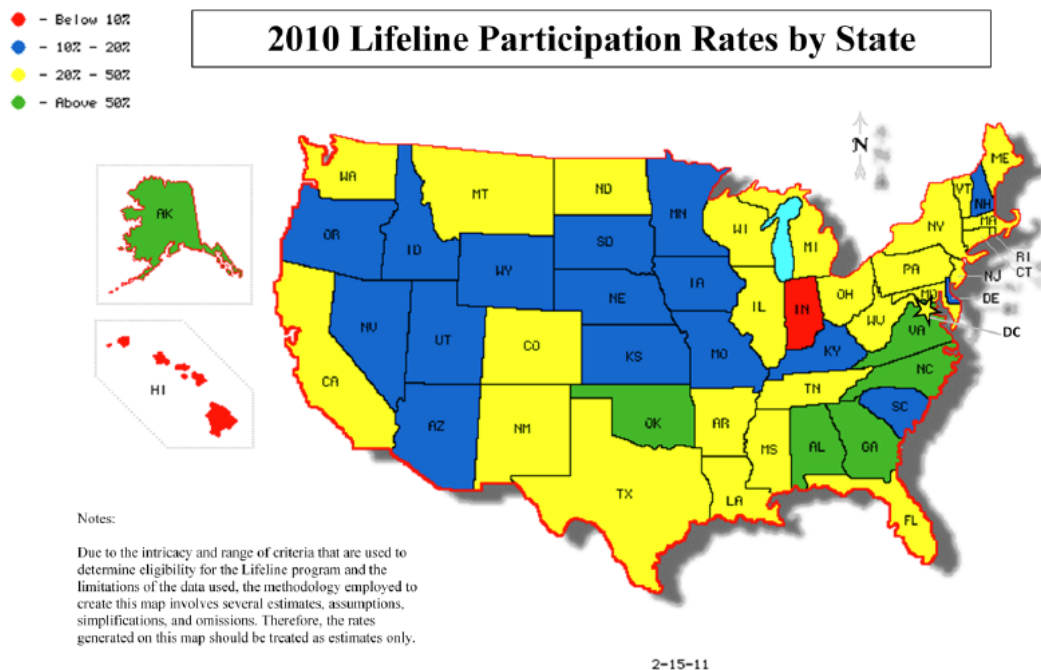 - Below 10%
- 10% - 20%
- 20% - 50%
- Above 50%
2010 Lifeline Participation Rates by State
N
WA
MT
ND
MN
ME
VT
NH
AK
OR
ID
SD
WI
MI
NY
MA
WY
RI
CT
IA
PA
NJ
NE
OH
MD
DE
NV
UT
IL
IN
WV
CO
KS
MO
KY
VA
DC
CA
HI
NC
TN
AZ
NM
OK
AR
SC
MS
AL
GA
TX
LA
FL
Notes:
Due to the intricacy and range of criteria that are used to
determine eligibility for the Lifeline program and the
limitations of the data used, the methodology employed to
create this map involves several estimates, assumptions,
simplifications, and omissions. Therefore, the rates
generated on this map should be treated as estimates only.
2-15-11